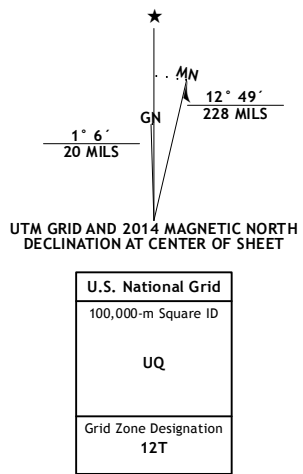 ★
MN
GN
12° 49´
228 MILS
1° 6´
20 MILS
UTM GRID AND 2014 MAGNETIC NORTH
DECLINATION AT CENTER OF SHEET
U.S. National Grid
100,000-m Square ID
UQ
Grid Zone Designation
12T